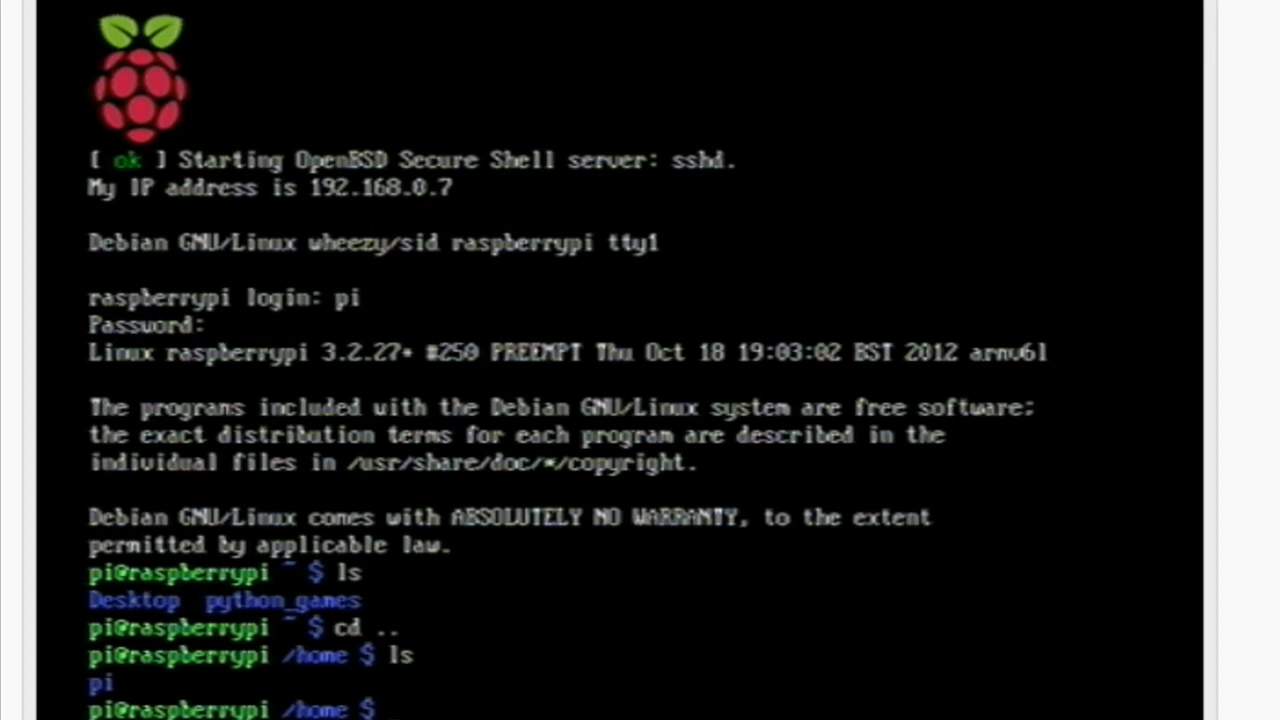 [ ok ] Starting OpenBSD Secure Shell server: sshd.
My IP address is 192.168.0.7
Debian GNU/Linux wheezy/sid raspberrypi tty1
raspberrypi login: pi
Password:
Linux raspberrypi 3.2.27+ #250 PREEMPT Thu Oct 18 19:03:02 BST 2012 armv6l
The programs included with the Debian GNU/Linux system are free software;
the exact distribution terms for each program are described in the
individual files in /usr/share/doc/*/copyright.
Debian GNU/Linux comes with ABSOLUTELY NO WARRANTY, to the extent
permitted by applicable law.
pi@raspberrypi ~ $ ls
Desktop  python_games
pi@raspberrypi ~ $ cd ..
pi@raspberrypi /home $ ls
pi
pi@raspberrypi /home $